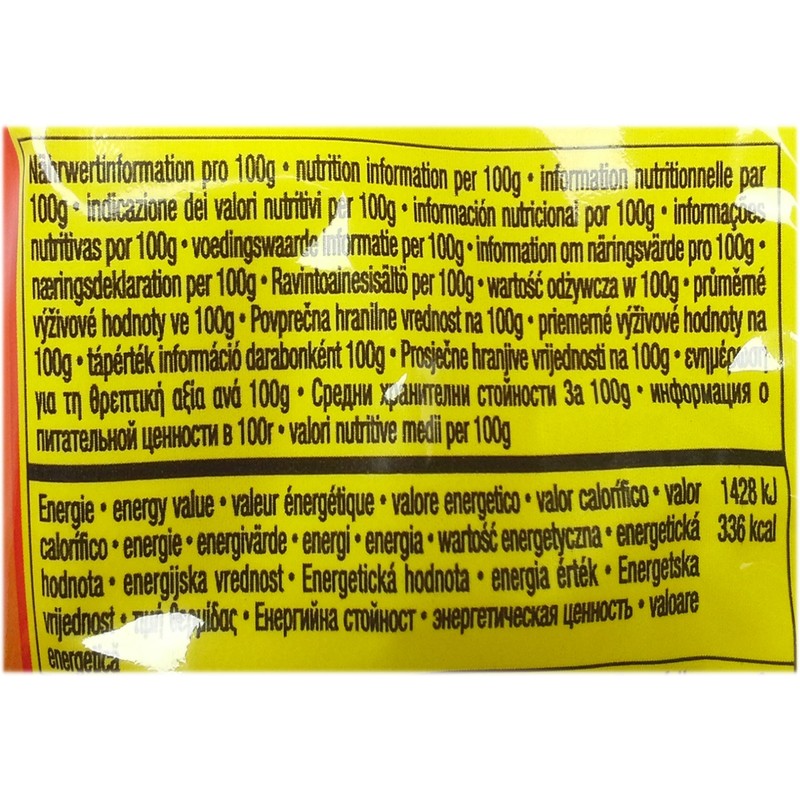 Nährwertinformation pro 100g • nutrition information per 100g • information nutritionnelle par
100g • indicazione dei valori nutritivi per 100g • información nutricional por 100g • informações
nutritivas por 100g • voedingswaarde informatie per 100g • information om näringsvärde pro 100g •
næringsdeklaration per 100g • Ravintoainesisältö per 100g • wartość odżywcza w 100g • průměrné
výživové hodnoty ve 100g • Povprečna hranilne vrednost na 100g • priemerné výživové hodnoty na
100g • tápérték információ darabonként 100g • Prosječne hranjive vrijednosti na 100g •
για τη θρεπτική αξία ανά 100g • Средни хранителни стойности За 100g • информация о
питательной ценности в 100г • valori nutritive medii per 100g
Energie • energy value • valeur énergétique • valore energetico • valor calorífico • valor 1428 kJ
calorífico • energie • energivärde • energi • energia • wartość energetyczna • energetická 336 kcal
hodnota • energijska vrednost • Energetická hodnota • energia érték • Energetska
vrijednost • τιμή • Енергийна стойност • энергетическая ценность • valoare
energetică